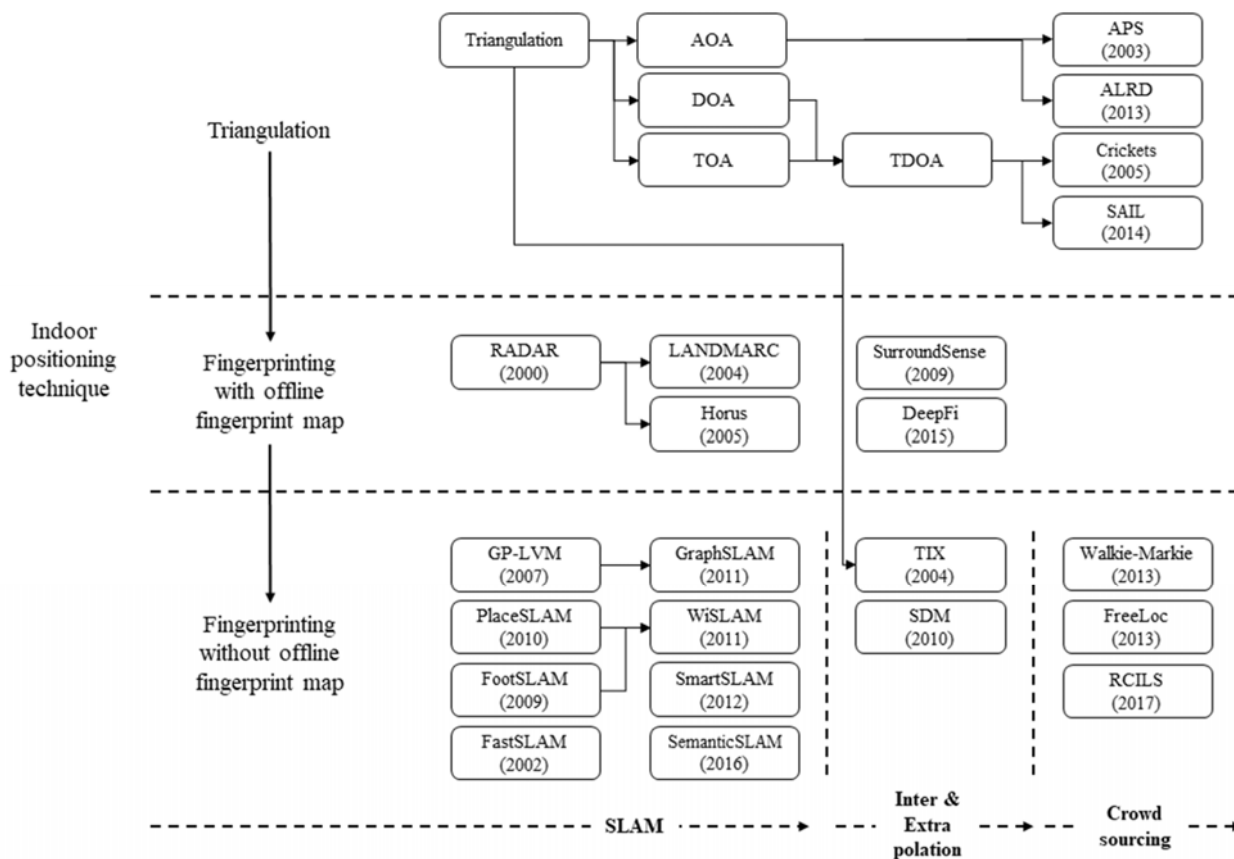 Triangulation
AOA
APS
(2003)
DOA
ALRD
(2013)
Triangulation
TOA
TDOA
Crickets
(2005)
SAIL
(2014)
Indoor
positioning
technique
Fingerprinting
with offline
fingerprint map
RADAR
(2000)
LANDMARC
(2004)
SurroundSense
(2009)
Horus
(2005)
DeepFi
(2015)
Fingerprinting
without offline
fingerprint map
GP-LVM
(2007)
GraphSLAM
(2011)
TIX
(2004)
Walkie-Markie
(2013)
PlaceSLAM
(2010)
WiSLAM
(2011)
SDM
(2010)
FreeLoc
(2013)
FootSLAM
(2009)
SmartSLAM
(2012)
RCILS
(2017)
FastSLAM
(2002)
SemanticSLAM
(2016)
SLAM
Inter &
Extra
polation
Crowd
sourcing